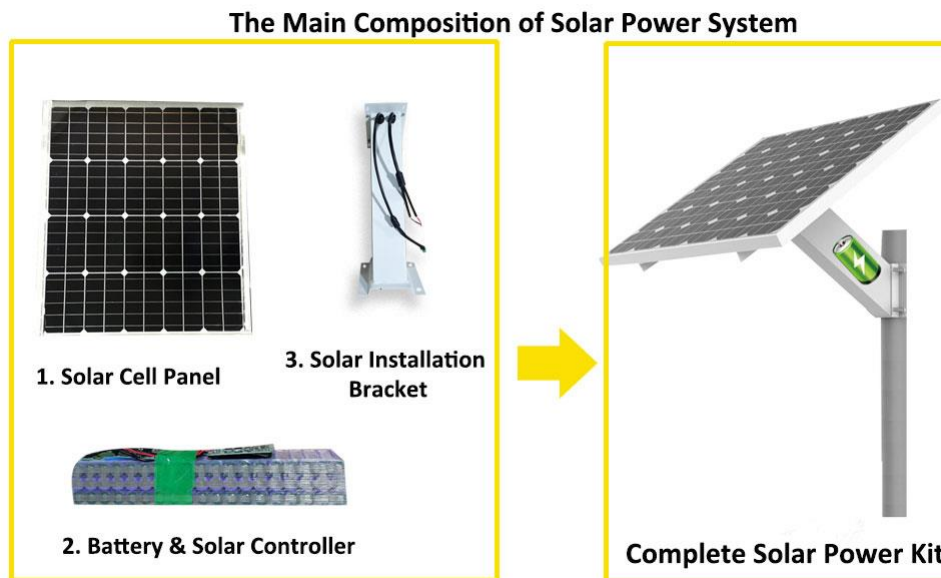 The Main Composition of Solar Power System
1. Solar Cell Panel
3. Solar Installation
Bracket
2. Battery & Solar Controller
Complete Solar Power Kit